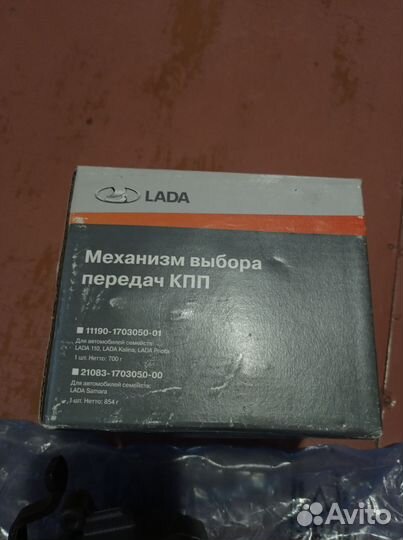 LADA
Механизм выбора
передач КПП
11190-1703050-01
Для автомобилей семейств:
LADA 110, LADA Kalina, LADA Priora
1 шт. Нетто: 700 г
21083-1703050-00
Для автомобилей семейств:
LADA Samara
1 шт. Нетто: 854 г
Avito